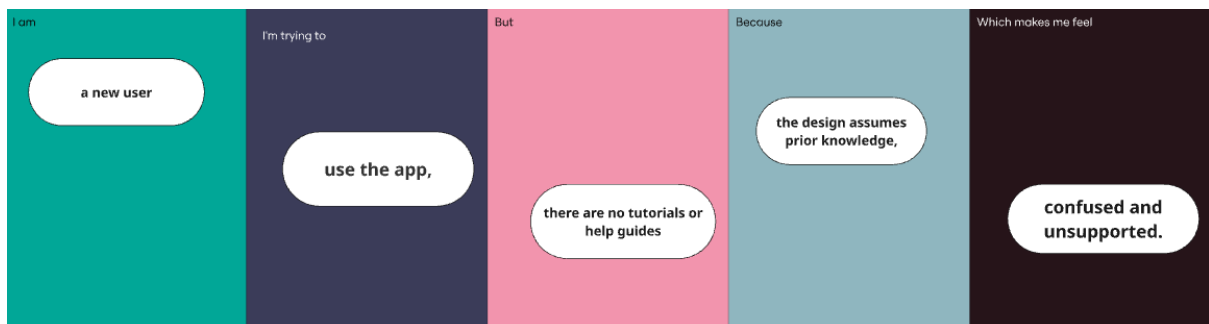 I am
a new user
I'm trying to
use the app,
But
there are no tutorials or
help guides
Because
the design assumes
prior knowledge,
Which makes me feel
confused and
unsupported.